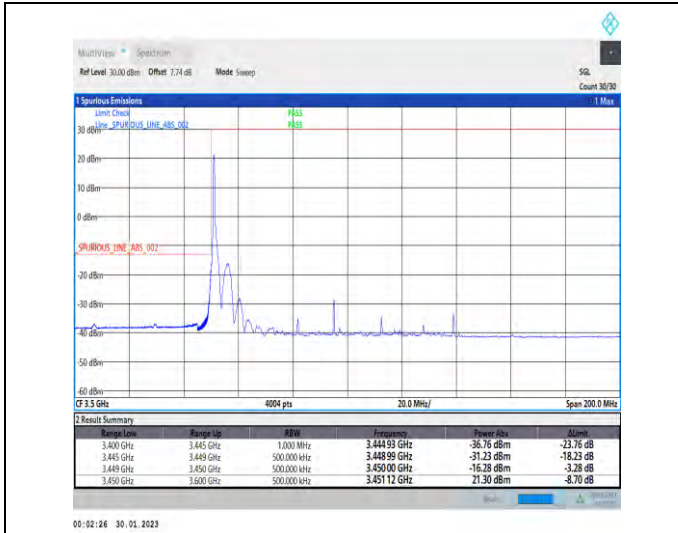 MultiView Spectrum
Ref Level 30.00 dBm Offset 7.74 dB Mode Sweep SGL
Count 30/30
1 Spurious Emissions 1 Max
Limit Check PASS
Line _SPURIOUS_LINE_ABS_002 PASS
30 dBm
20 dBm
10 dBm
0 dBm
_SPURIOUS_LINE_ABS_002
-20 dBm
-30 dBm
-40 dBm
-50 dBm
-60 dBm
CF 3.5 GHz 4004 pts 20.0 MHz/ Span 200.0 MHz
2 Result Summary
Range Low Range Up RBW Frequency Power Abs ΔLimit
3.400 GHz 3.445 GHz 1.000 MHz 3.444 93 GHz -36.76 dBm -23.76 dB
3.445 GHz 3.449 GHz 500.000 kHz 3.448 99 GHz -31.23 dBm -18.23 dB
3.449 GHz 3.450 GHz 500.000 kHz 3.450 00 GHz -16.28 dBm -3.28 dB
3.450 GHz 3.600 GHz 500.000 kHz 3.451 12 GHz 21.30 dBm -8.70 dB
00:02:26 30.01.2023